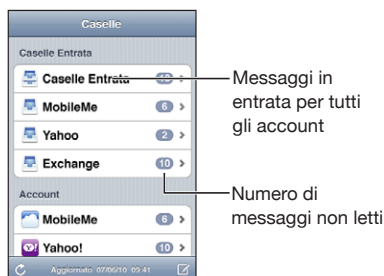 Caselle
Caselle Entrata
Caselle Entrata
Messaggi in
entrata per tutti
gli account
MobileMe 6
Yahoo 2
Exchange 10
Numero di
messaggi non letti
Account
MobileMe 6
Yahoo! 10
Aggiornato 07/06/10 09:41